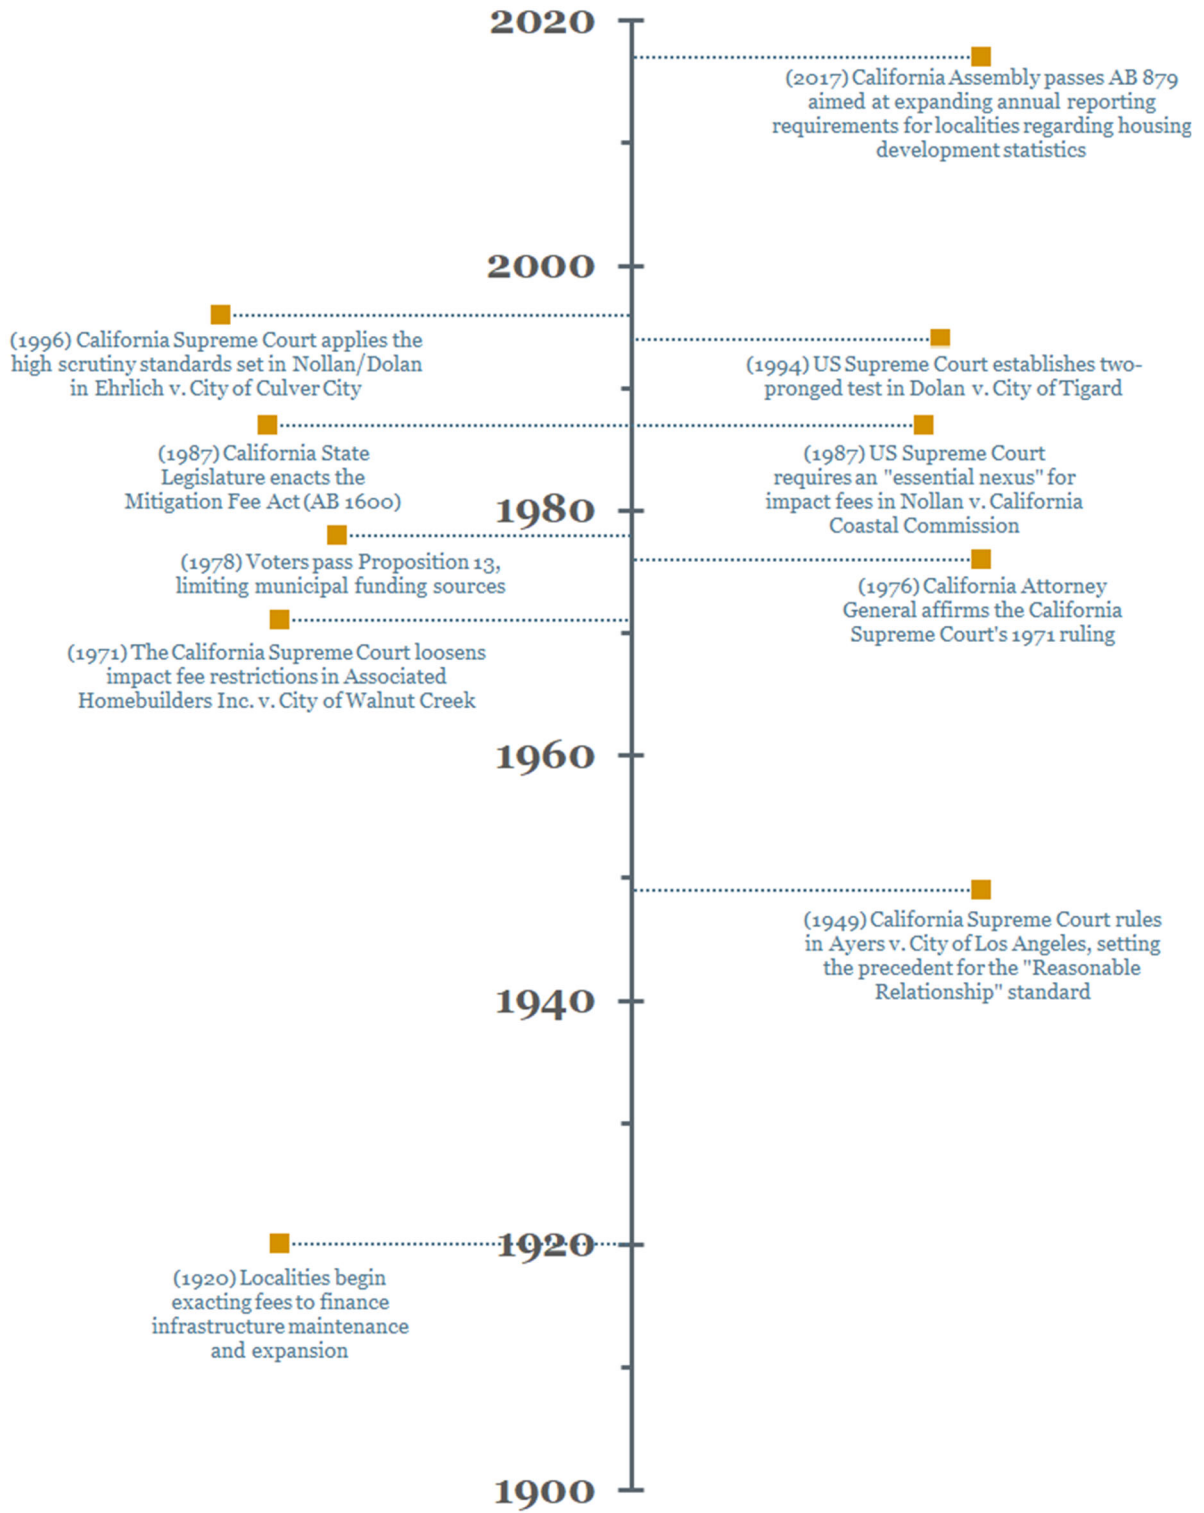 2020
(2017) California Assembly passes AB 879
aimed at expanding annual reporting
requirements for localities regarding housing
development statistics
2000
(1996) California Supreme Court applies the
high scrutiny standards set in Nollan/Dolan
in Ehrlich v. City of Culver City
(1994) US Supreme Court establishes two-
pronged test in Dolan v. City of Tigard
(1987) California State
Legislature enacts the
Mitigation Fee Act (AB 1600)
(1987) US Supreme Court
requires an "essential nexus" for
impact fees in Nollan v. California
Coastal Commission
1980
(1978) Voters pass Proposition 13,
limiting municipal funding sources
(1976) California Attorney
General affirms the California
Supreme Court's 1971 ruling
(1971) The California Supreme Court loosens
impact fee restrictions in Associated
Homebuilders Inc. v. City of Walnut Creek
1960
(1949) California Supreme Court rules
in Ayers v. City of Los Angeles, setting
the precedent for the "Reasonable
Relationship" standard
1940
1920
(1920) Localities begin
exacting fees to finance
infrastructure maintenance
and expansion
1900